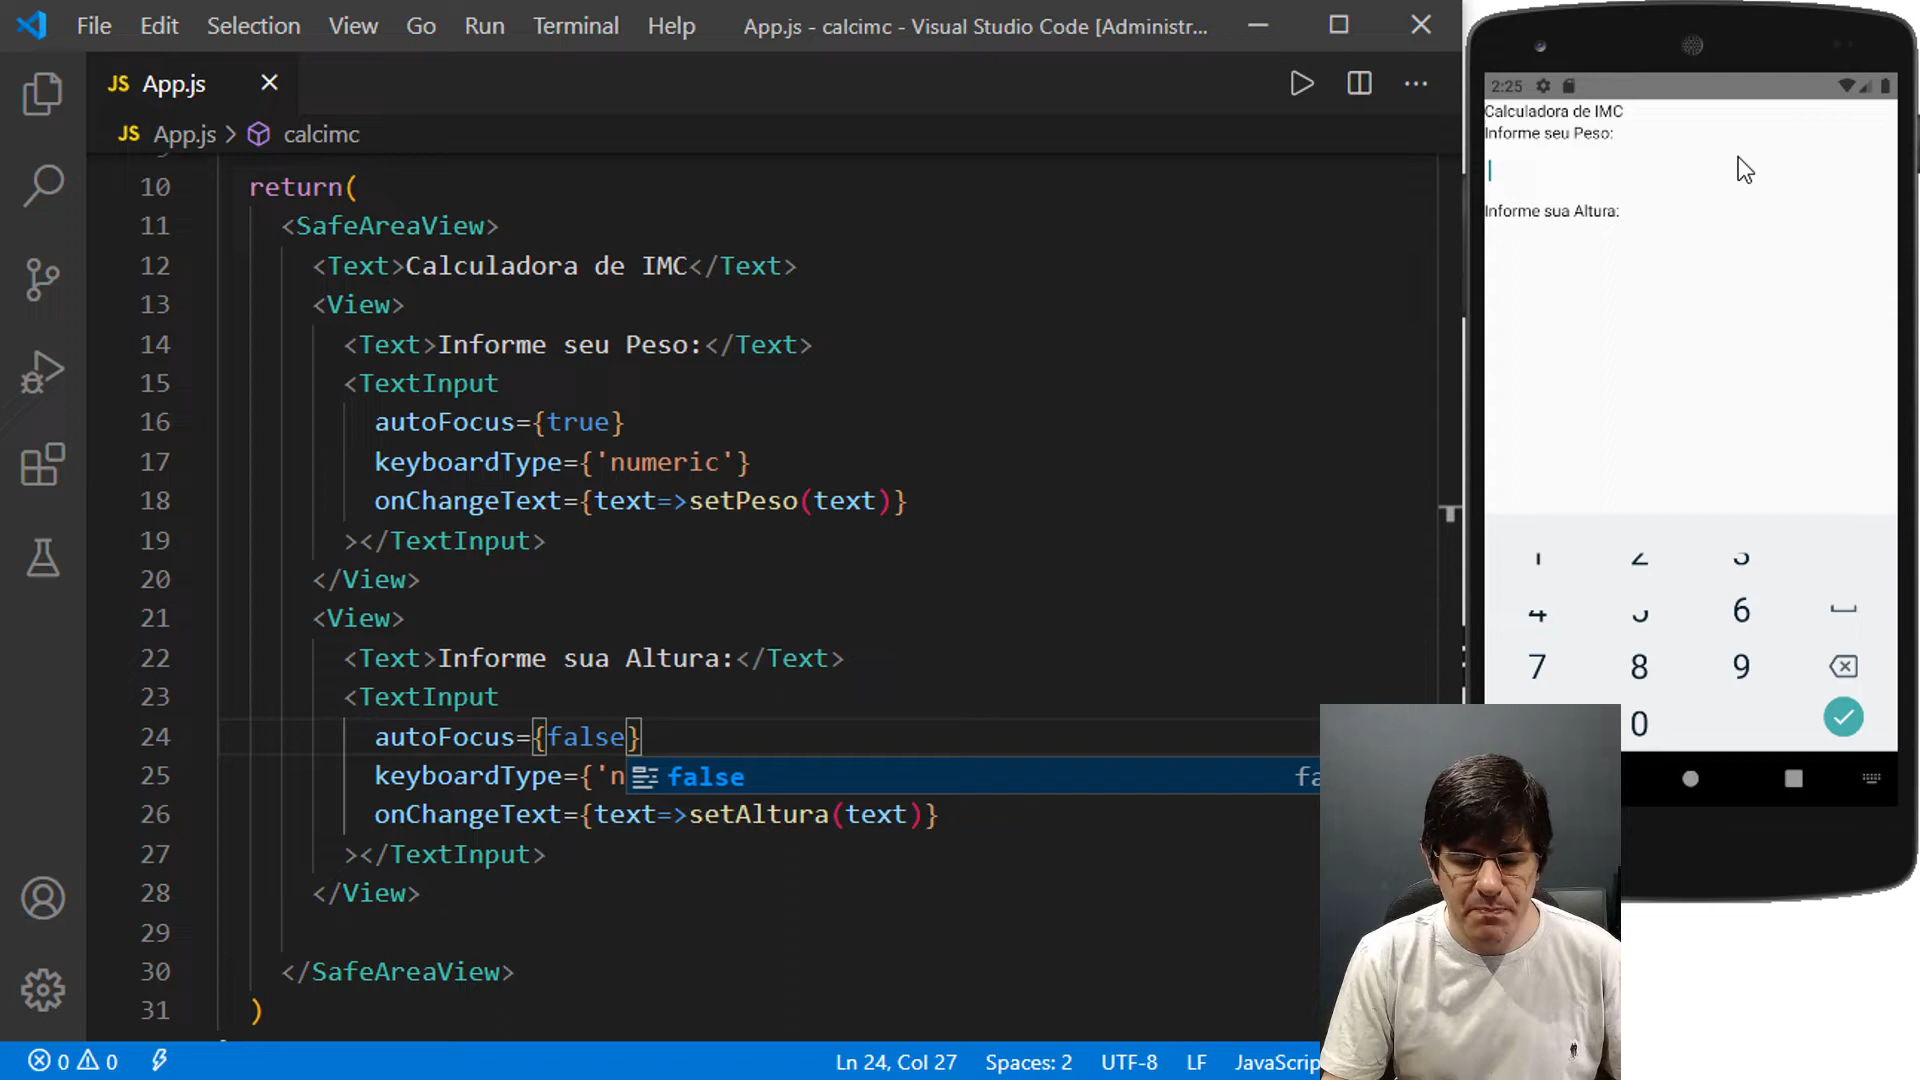 File Edit Selection View Go Run Terminal Help
App.js - calcimc - Visual Studio Code [Administr...
JS App.js
JS App.js > calcimc
10 return(
11 <SafeAreaView>
12 <Text>Calculadora de IMC</Text>
13 <View>
14 <Text>Informe seu Peso:</Text>
15 <TextInput
16 autoFocus={true}
17 keyboardType={'numeric'}
18 onChangeText={text=>setPeso(text)}
19 ></TextInput>
20 </View>
21 <View>
22 <Text>Informe sua Altura:</Text>
23 <TextInput
24 autoFocus={false}
25 keyboardType={'n
false fa
26 onChangeText={text=>setAltura(text)}
27 ></TextInput>
28 </View>
29
30 </SafeAreaView>
31 )
0 0
Ln 24, Col 27 Spaces: 2 UTF-8 LF JavaScrip
2:25
Calculadora de IMC
Informe seu Peso:
Informe sua Altura:
6
7 8 9
0